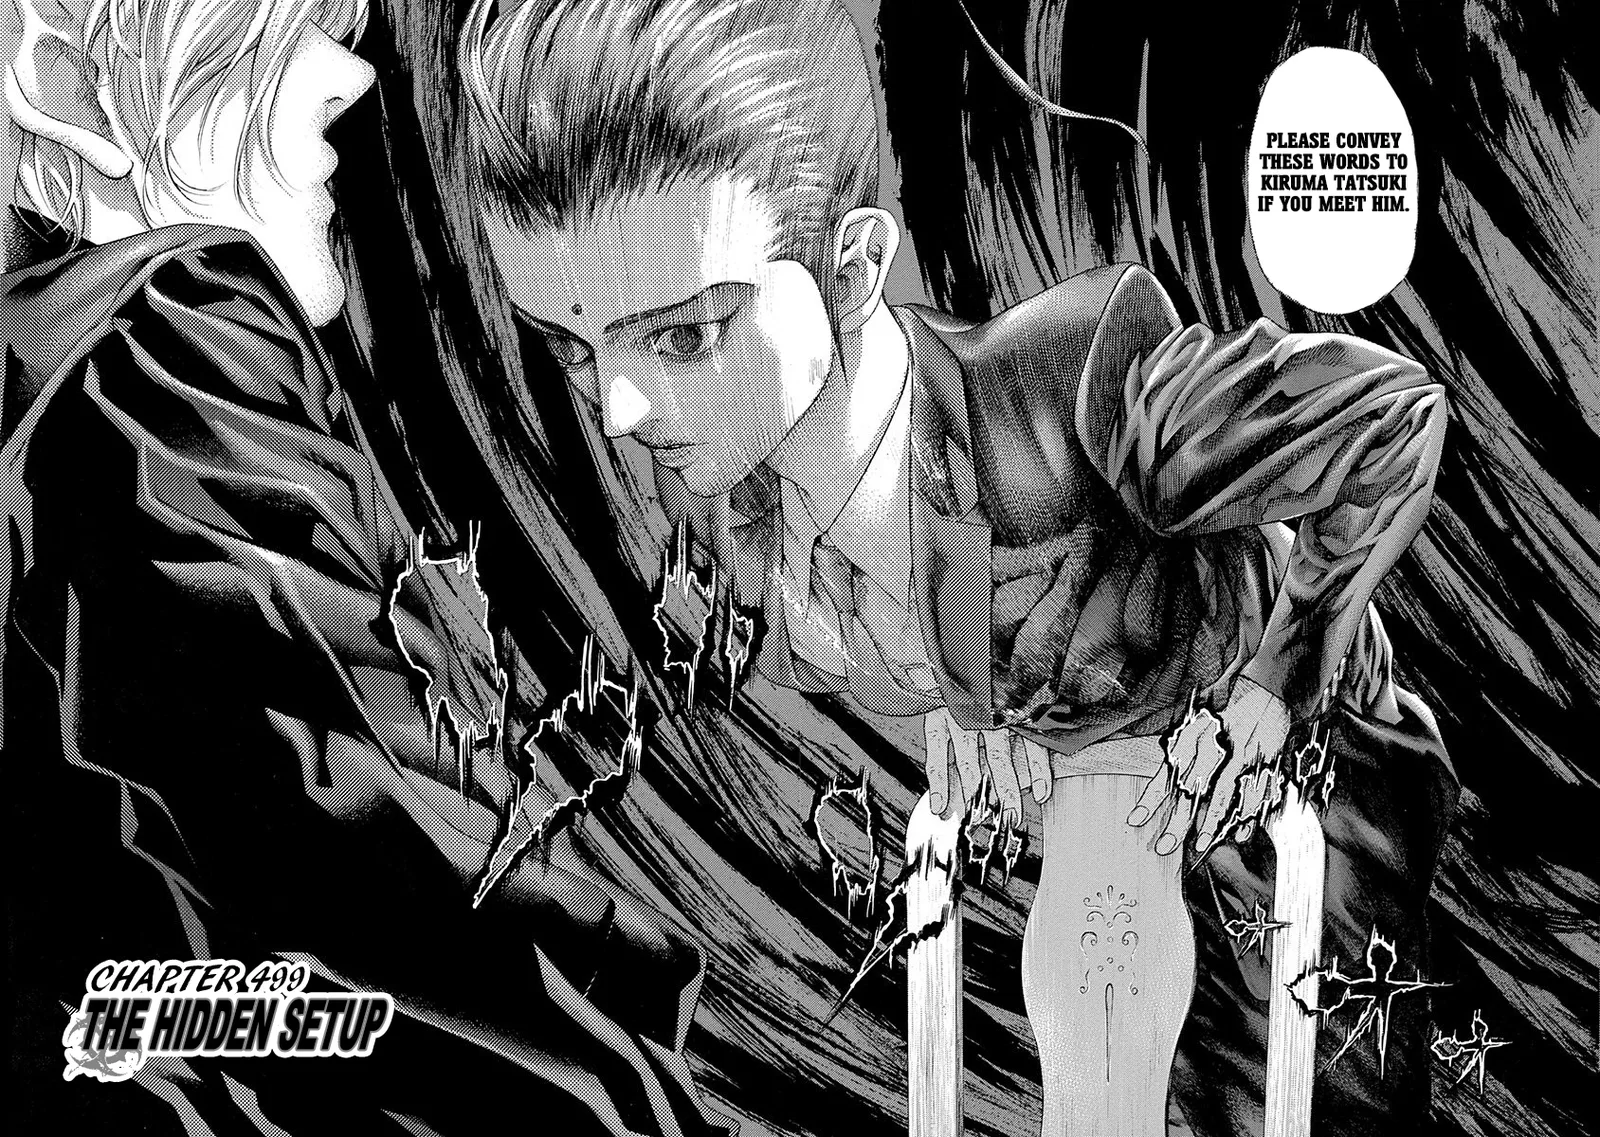 PLEASE CONVEY
THESE WORDS TO
KIRUMA TATSUKI
IF YOU MEET HIM.
CHAPTER 499
THE HIDDEN SETUP